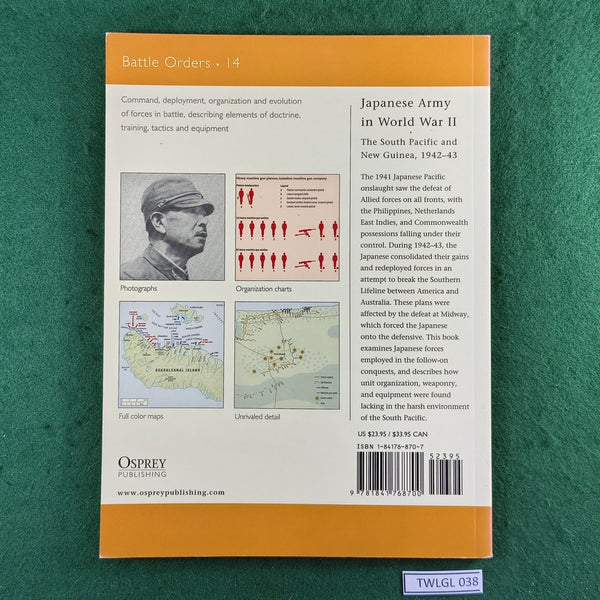 Battle Orders • 14
Command, deployment, organization and evolution
of forces in battle, describing elements of doctrine,
training, tactics and equipment
Photographs
Heavy machine-gun platoon, battalion machine-gun company
Organization charts
GUADALCANAL ISLAND
Full color maps
Unrivaled detail
OSPREY
PUBLISHING
www.ospreypublishing.com
Japanese Army
in World War II
•
The South Pacific and
New Guinea, 1942–43
The 1941 Japanese Pacific
onslaught saw the defeat of
Allied forces on all fronts, with
the Philippines, Netherlands
East Indies, and Commonwealth
possessions falling under their
control. During 1942–43, the
Japanese consolidated their gains
and redeployed forces in an
attempt to break the Southern
Lifeline between America and
Australia. These plans were
affected by the defeat at Midway,
which forced the Japanese
onto the defensive. This book
examines Japanese forces
employed in the follow-on
conquests, and describes how
unit organization, weaponry,
and equipment were found
lacking in the harsh environment
of the South Pacific.
US $23.95 / $33.95 CAN
ISBN 1-84176-870-7
52395
9 781841 768700
TWLGL 038